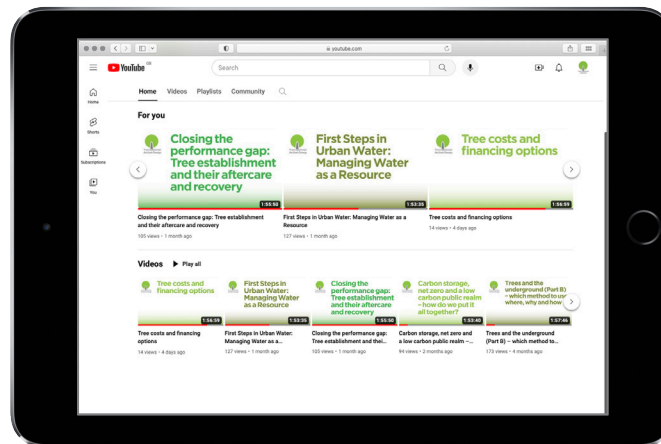 youtube.com
YouTube GB
Search
Home
Shorts
Subscriptions
You
Home Videos Playlists Community
For you
Closing the
performance gap:
Tree establishment
and their aftercare
and recovery
1:55:50
First Steps in
Urban Water:
Managing Water
as a Resource
1:53:35
Tree costs and
financing options
1:56:59
Closing the performance gap: Tree establishment
and their aftercare and recovery
105 views • 1 month ago
First Steps in Urban Water: Managing Water as a
Resource
127 views • 1 month ago
Tree costs and financing options
14 views • 4 days ago
Videos Play all
Tree costs and
financing options
1:56:59
First Steps in
Urban Water:
Managing Water
as a Resource
1:53:35
Closing the
performance gap:
Tree establishment
and their aftercare
and recovery
1:55:50
Carbon storage,
net zero and a low
carbon public realm
– how do we put it
all together?
1:53:40
Trees and the
underground (Part B)
– which method to use
where, why and how
1:57:46
Tree costs and financing
options
14 views • 4 days ago
First Steps in Urban Water:
Managing Water as a...
127 views • 1 month ago
Closing the performance gap:
Tree establishment and thei...
105 views • 1 month ago
Carbon storage, net zero and
a low carbon public realm –...
94 views • 2 months ago
Trees and the underground
(Part B) – which method to...
173 views • 4 months ago